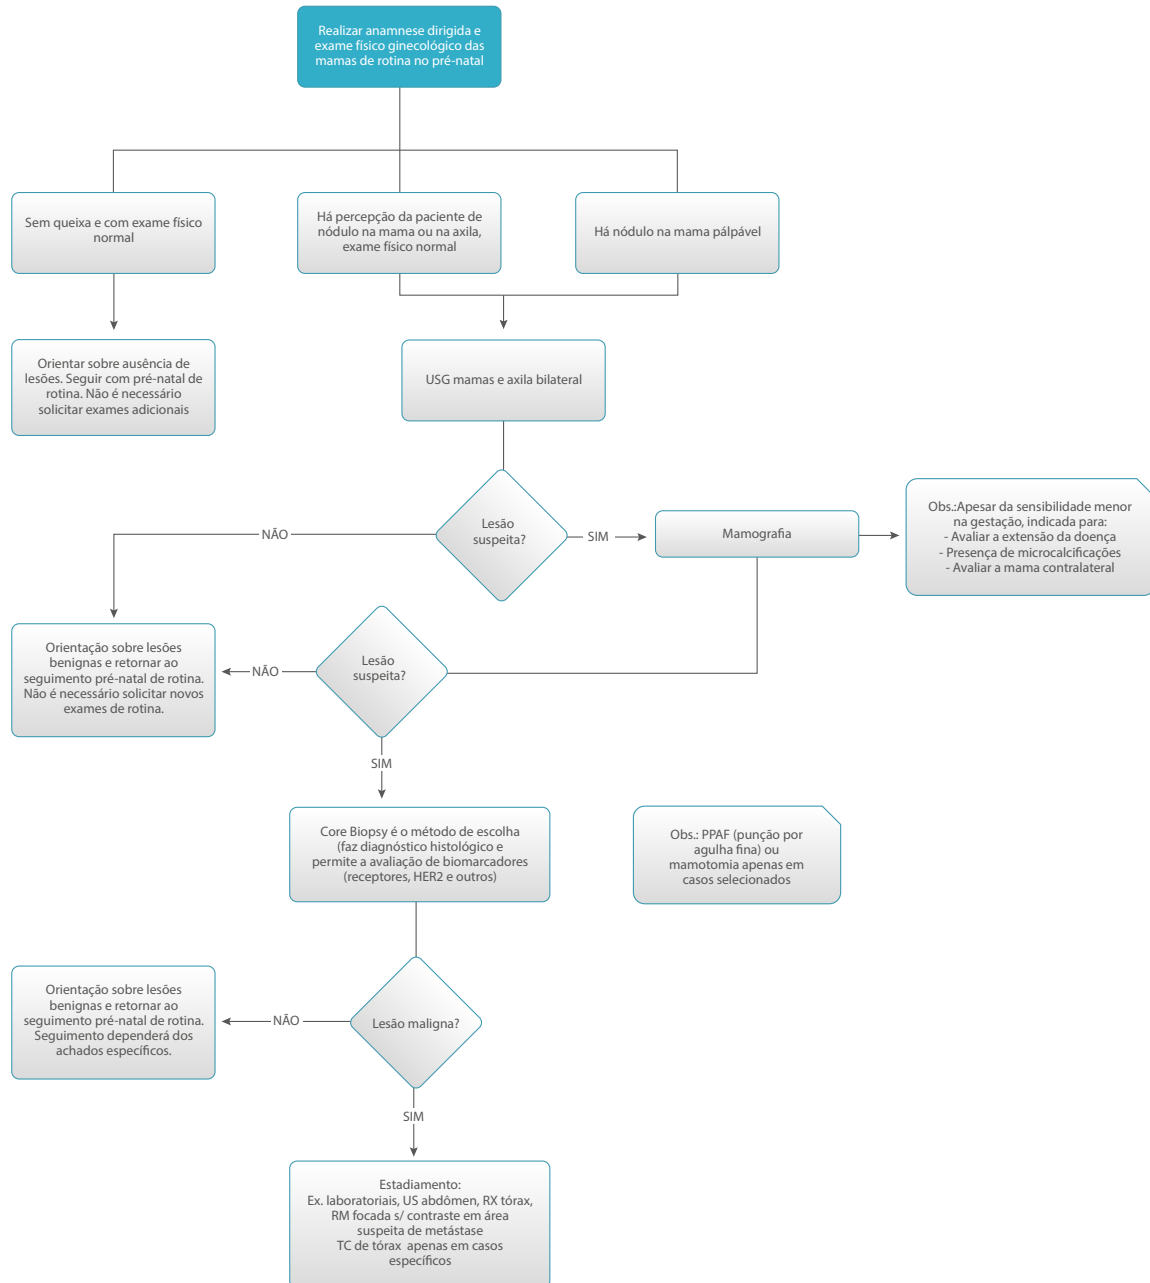 Realizar anamnese dirigida e
exame físico ginecológico das
mamas de rotina no pré-natal
Sem queixa e com exame físico
normal
Há percepção da paciente de
nódulo na mama ou na axila,
exame físico normal
Há nódulo na mama pálpável
Orientar sobre ausência de
lesões. Seguir com pré-natal de
rotina. Não é necessário
solicitar exames adicionais
USG mamas e axila bilateral
Lesão
suspeita?
NÃO
SIM
Mamografia
Obs.:Apesar da sensibilidade menor
na gestação, indicada para:
- Avaliar a extensão da doença
- Presença de microcalcificações
- Avaliar a mama contralateral
Orientação sobre lesões
benignas e retornar ao
seguimento pré-natal de rotina.
Não é necessário solicitar novos
exames de rotina.
NÃO
Lesão
suspeita?
SIM
Core Biopsy é o método de escolha
(faz diagnóstico histológico e
permite a avaliação de biomarcadores
(receptores, HER2 e outros)
Obs.: PPAF (punção por
agulha fina) ou
mamotomia apenas em
casos selecionados
Orientação sobre lesões
benignas e retornar ao
seguimento pré-natal de rotina.
Seguimento dependerá dos
achados específicos.
NÃO
Lesão maligna?
SIM
Estadiamento:
Ex. laboratoriais, US abdômen, RX tórax,
RM focada s/ contraste em área
suspeita de metástase
TC de tórax apenas em casos
específicos